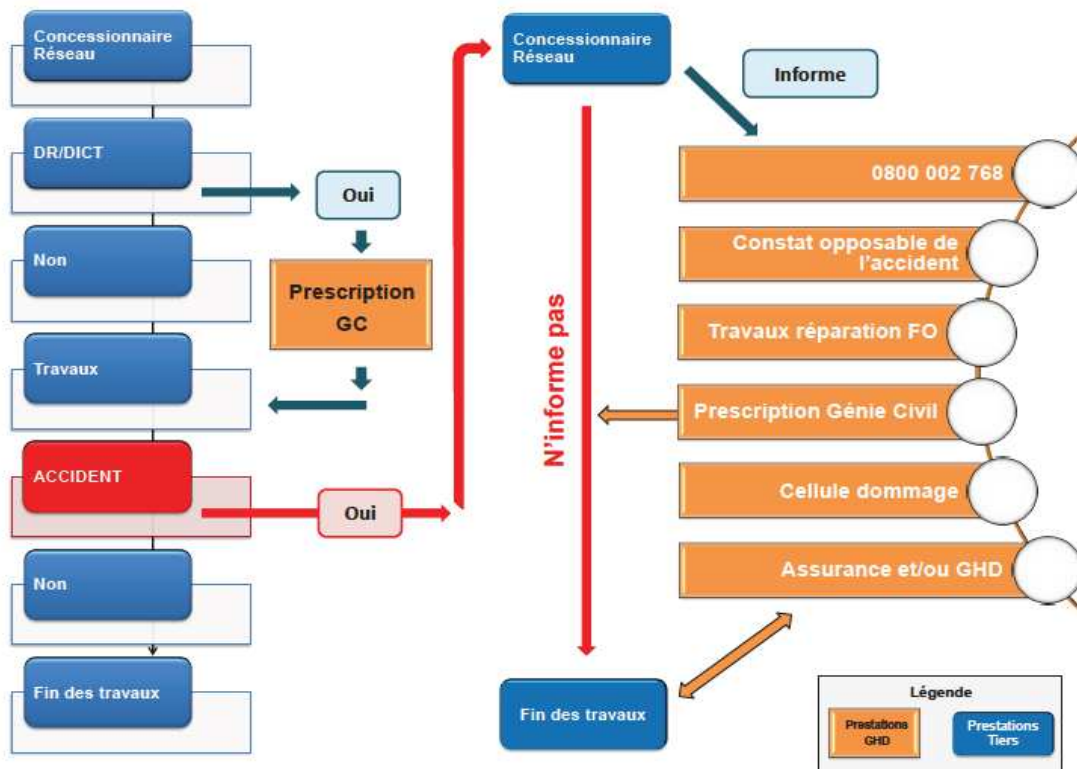 Concessionnaire
Réseau
DR/DICT
Oui
Non
Prescription
GC
Travaux
ACCIDENT
Oui
Non
Fin des travaux
Concessionnaire
Réseau
Informe
N'informe pas
0800 002 768
Constat opposable de
l'accident
Travaux réparation FO
Prescription Génie Civil
Cellule dommage
Assurance et/ou GHD
Fin des travaux
Légende
Prestations
GHD
Prestations
Tiers